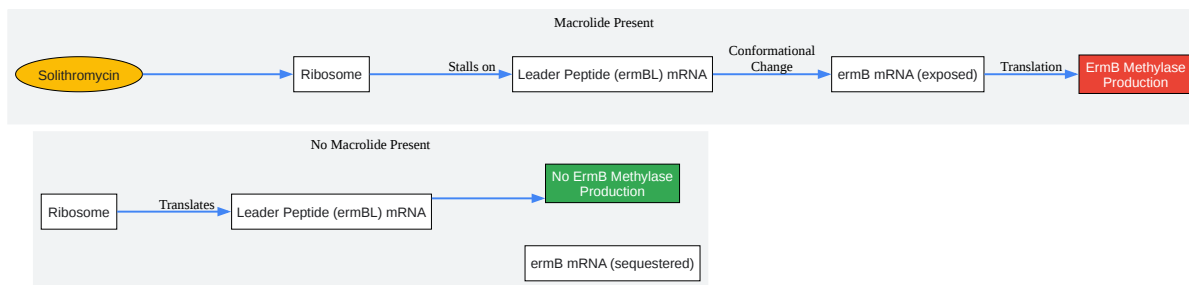 Macrolide Present
Solithromycin
Ribosome
Stalls on
Leader Peptide (ermBL) mRNA
Conformational
Change
ermB mRNA (exposed)
Translation
ErmB Methylase
Production
No Macrolide Present
Ribosome
Translates
Leader Peptide (ermBL) mRNA
No ErmB Methylase
Production
ermB mRNA (sequestered)